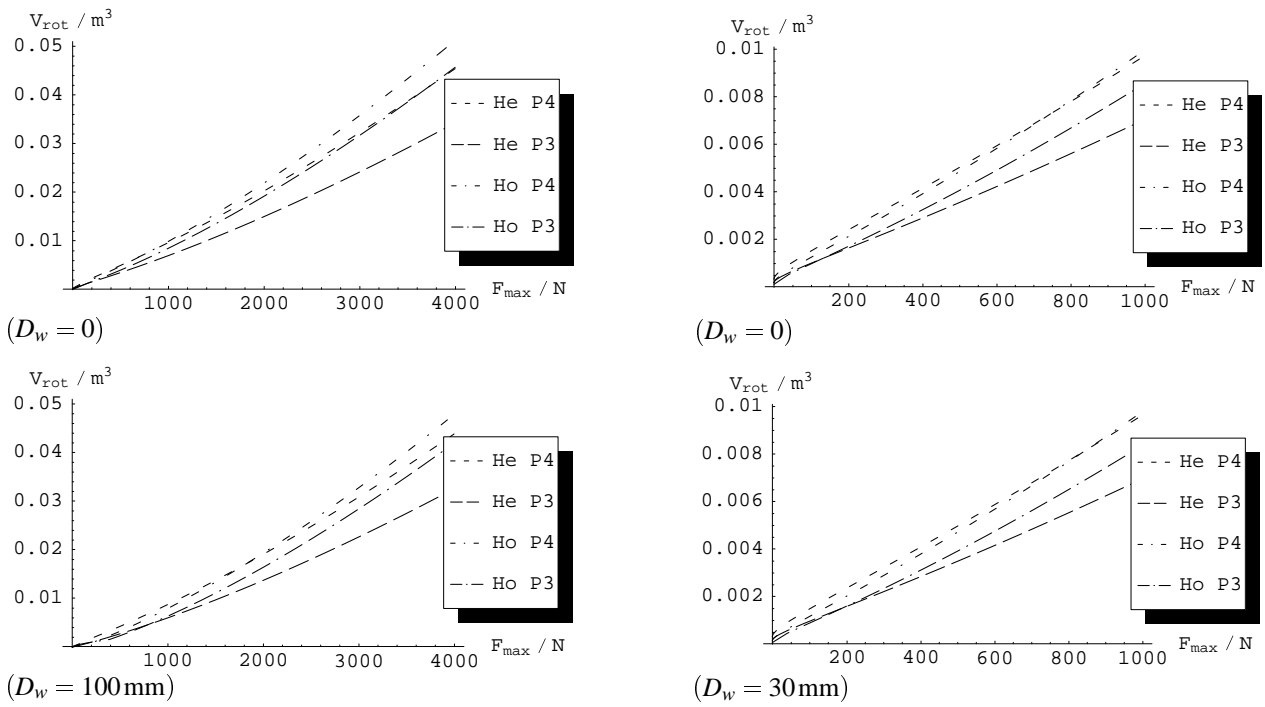 V_rot / m^3
0.05
0.04
0.03
0.02
0.01
1000 2000 3000 4000
F_max / N
He P4
He P3
Ho P4
Ho P3
(D_w = 0)
V_rot / m^3
0.01
0.008
0.006
0.004
0.002
200 400 600 800 1000
F_max / N
He P4
He P3
Ho P4
Ho P3
(D_w = 0)
V_rot / m^3
0.05
0.04
0.03
0.02
0.01
1000 2000 3000 4000
F_max / N
He P4
He P3
Ho P4
Ho P3
(D_w = 100 mm)
V_rot / m^3
0.01
0.008
0.006
0.004
0.002
200 400 600 800 1000
F_max / N
He P4
He P3
Ho P4
Ho P3
(D_w = 30 mm)